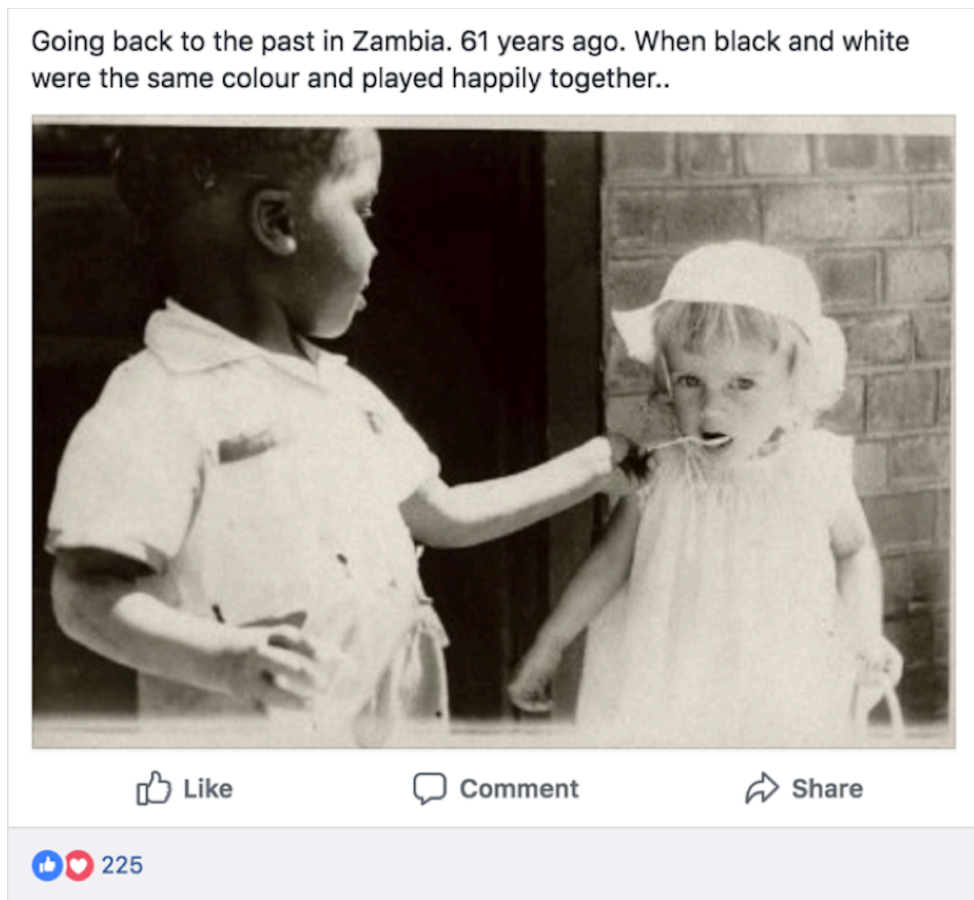 Going back to the past in Zambia. 61 years ago. When black and white
were the same colour and played happily together..
Like Comment Share
225